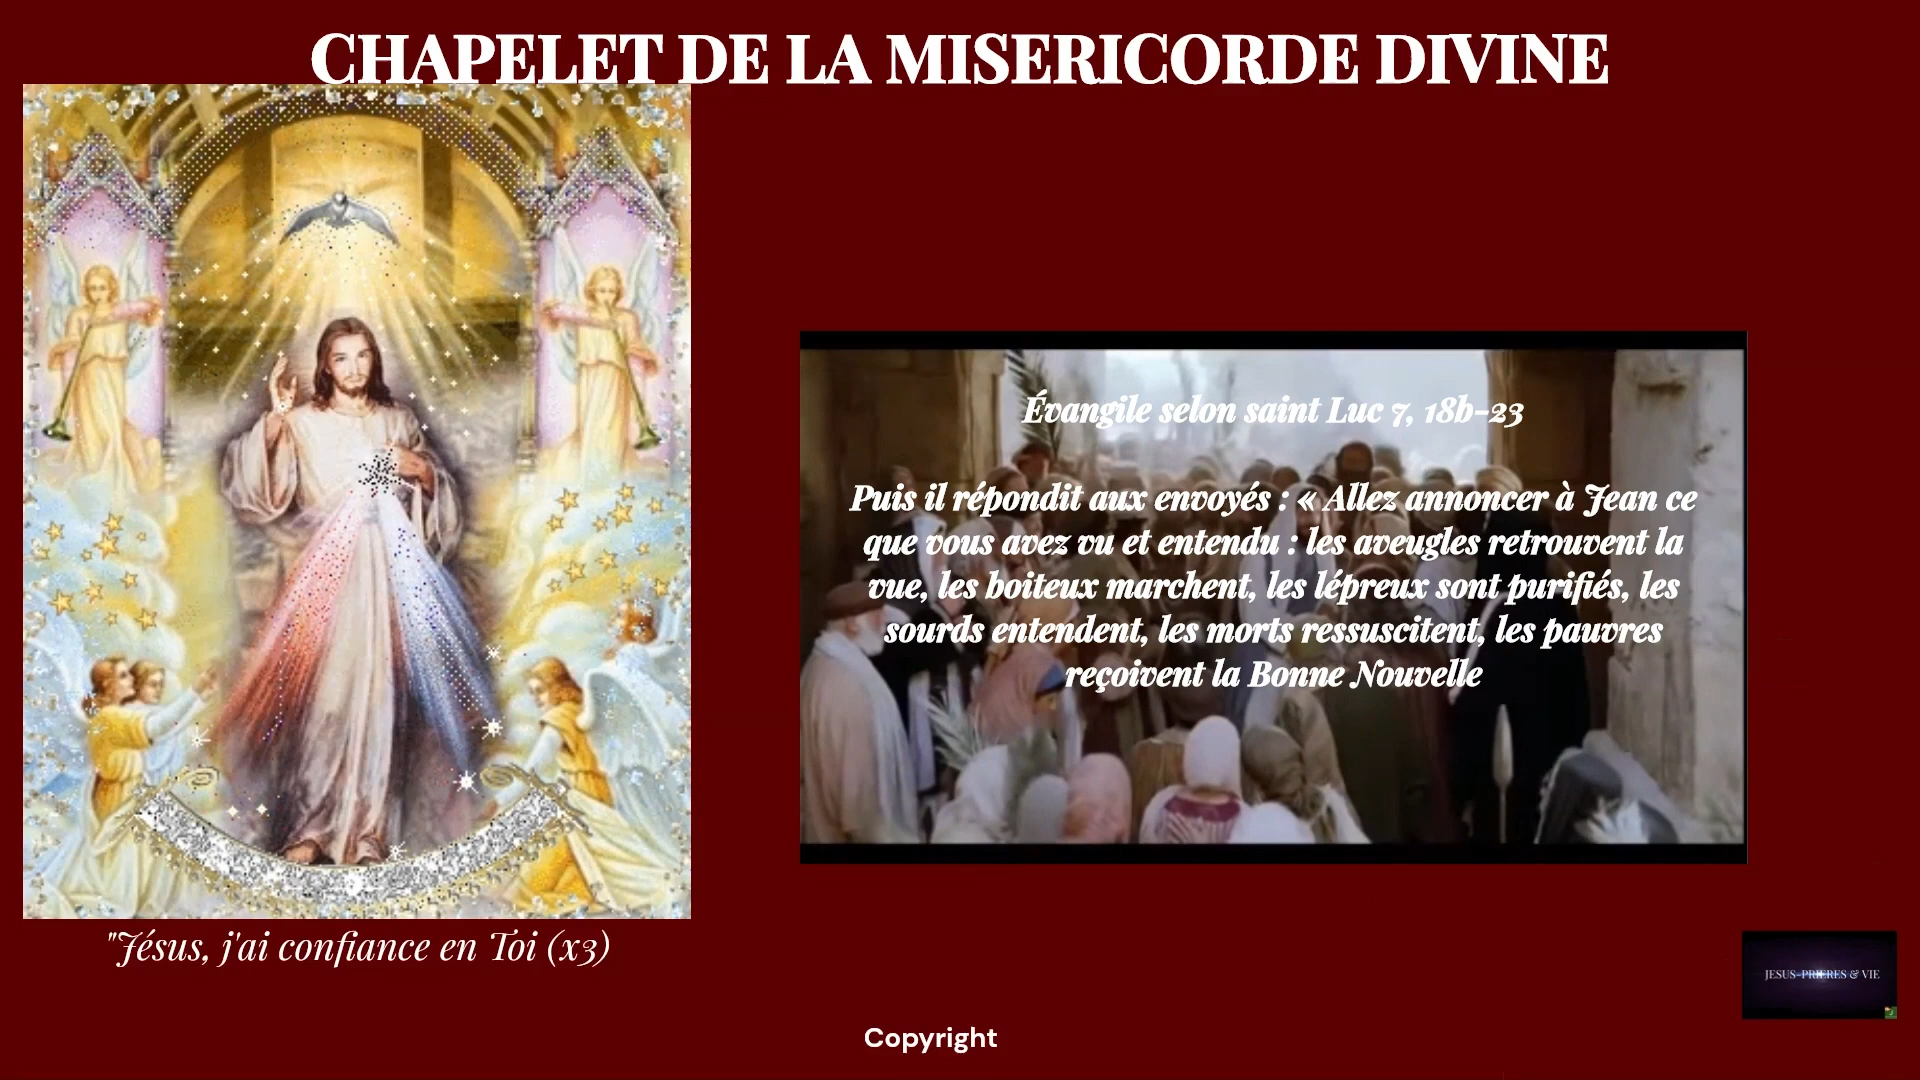 CHAPELET DE LA MISERICORDE DIVINE
Évangile selon saint Luc 7, 18b-23
Puis il répondit aux envoyés : « Allez annoncer à Jean ce
que vous avez vu et entendu : les aveugles retrouvent la
vue, les boiteux marchent, les lépreux sont purifiés, les
sourds entendent, les morts ressuscitent, les pauvres
reçoivent la Bonne Nouvelle
"Jésus, j'ai confiance en Toi (x3)
JESUS-PRIERES & VIE
Copyright